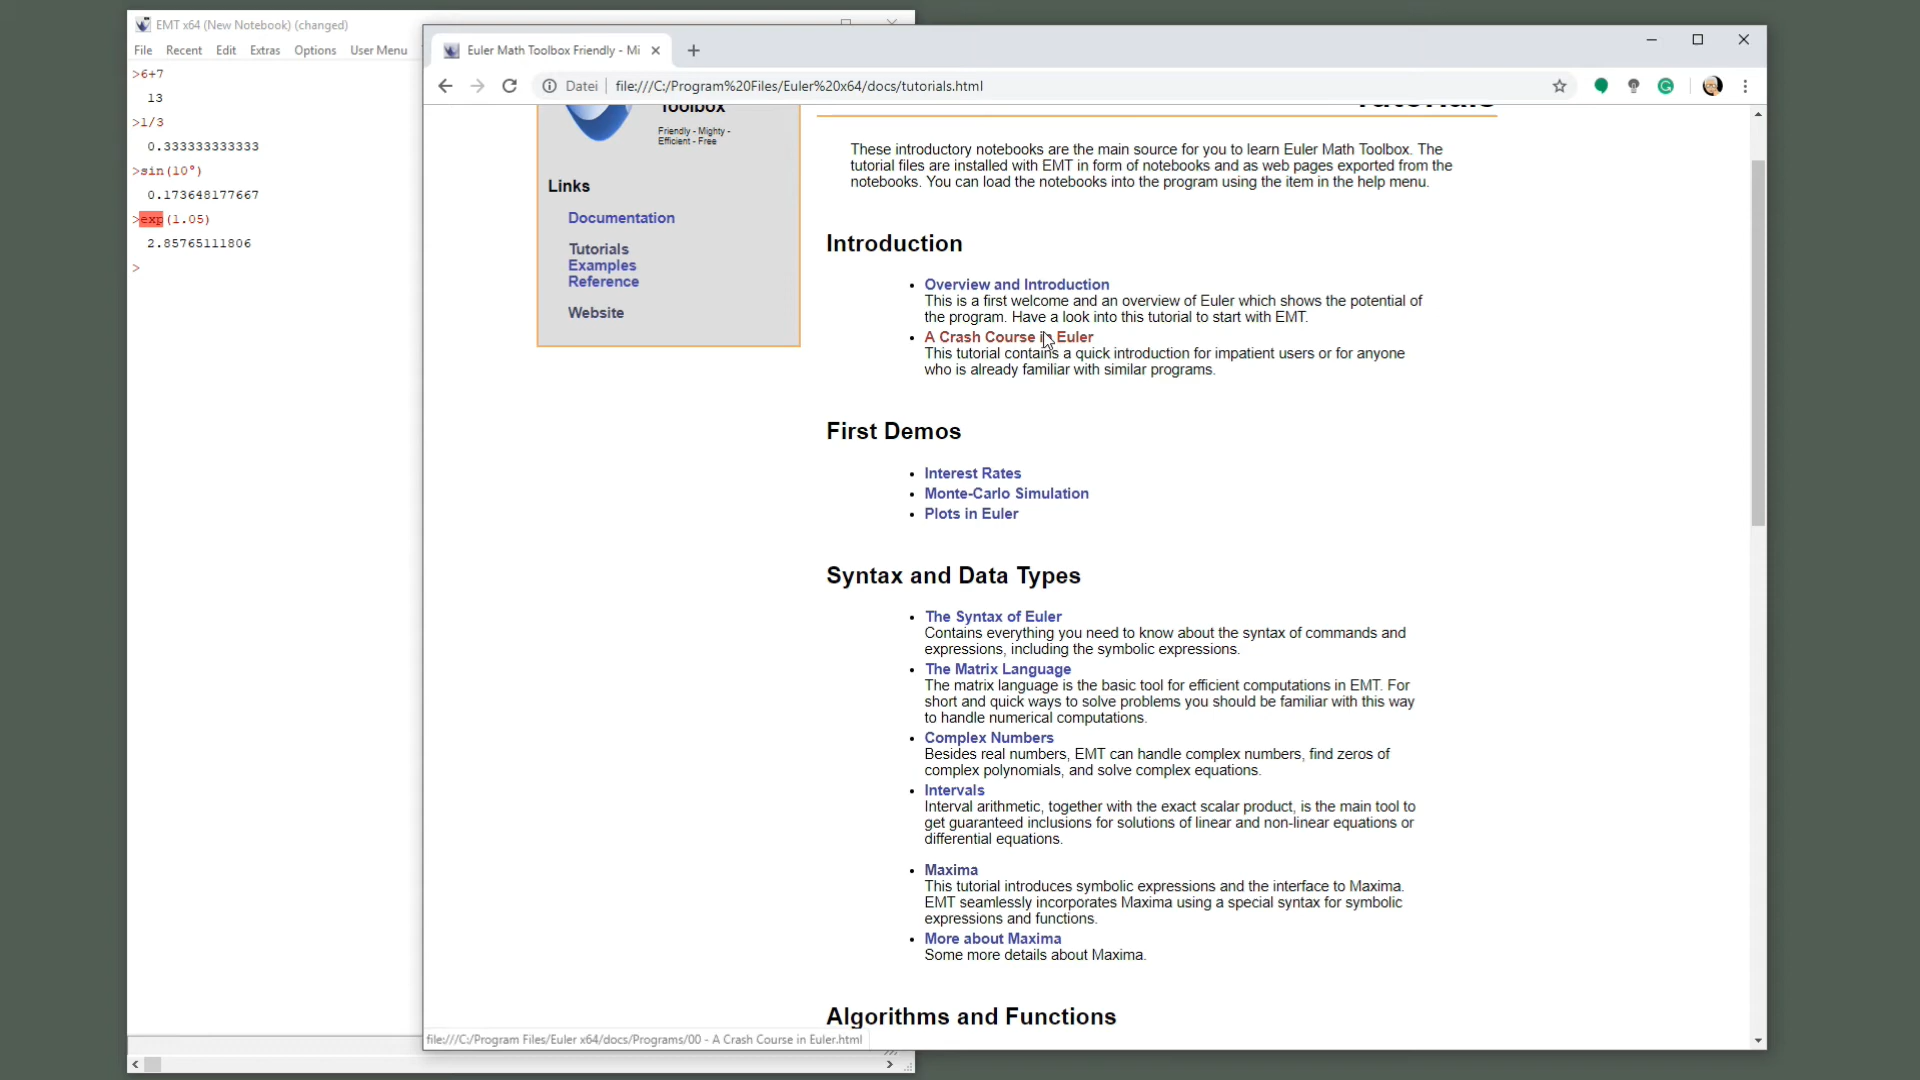 EMT x64 (New Notebook) (changed)
File Recent Edit Extras Options User Menu
>6+7
13
>1/3
0.333333333333
>sin(10°)
0.173648177667
>exp(1.05)
2.85765111806
>
Euler Math Toolbox Friendly - Mi
Datei | file:///C:/Program%20Files/Euler%20x64/docs/tutorials.html
Toolbox
Friendly - Mighty -
Efficient - Free
Links
Documentation
Tutorials
Examples
Reference
Website
Tutorials
These introductory notebooks are the main source for you to learn Euler Math Toolbox. The
tutorial files are installed with EMT in form of notebooks and as web pages exported from the
notebooks. You can load the notebooks into the program using the item in the help menu.
Introduction
• Overview and Introduction
This is a first welcome and an overview of Euler which shows the potential of
the program. Have a look into this tutorial to start with EMT.
• A Crash Course in Euler
This tutorial contains a quick introduction for impatient users or for anyone
who is already familiar with similar programs.
First Demos
• Interest Rates
• Monte-Carlo Simulation
• Plots in Euler
Syntax and Data Types
• The Syntax of Euler
Contains everything you need to know about the syntax of commands and
expressions, including the symbolic expressions.
• The Matrix Language
The matrix language is the basic tool for efficient computations in EMT. For
short and quick ways to solve problems you should be familiar with this way
to handle numerical computations.
• Complex Numbers
Besides real numbers, EMT can handle complex numbers, find zeros of
complex polynomials, and solve complex equations.
• Intervals
Interval arithmetic, together with the exact scalar product, is the main tool to
get guaranteed inclusions for solutions of linear and non-linear equations or
differential equations.
• Maxima
This tutorial introduces symbolic expressions and the interface to Maxima.
EMT seamlessly incorporates Maxima using a special syntax for symbolic
expressions and functions.
• More about Maxima
Some more details about Maxima.
Algorithms and Functions
file:///C:/Program Files/Euler x64/docs/Programs/00 - A Crash Course in Euler.html